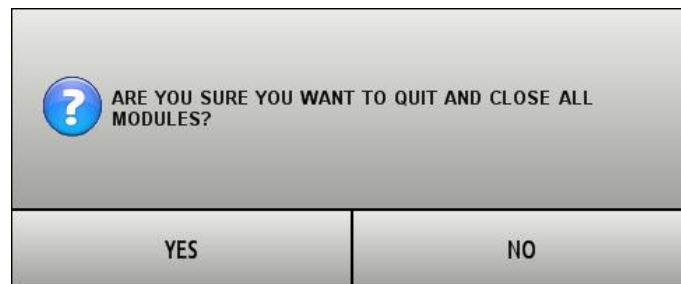 ARE YOU SURE YOU WANT TO QUIT AND CLOSE ALL
MODULES?
YES
NO